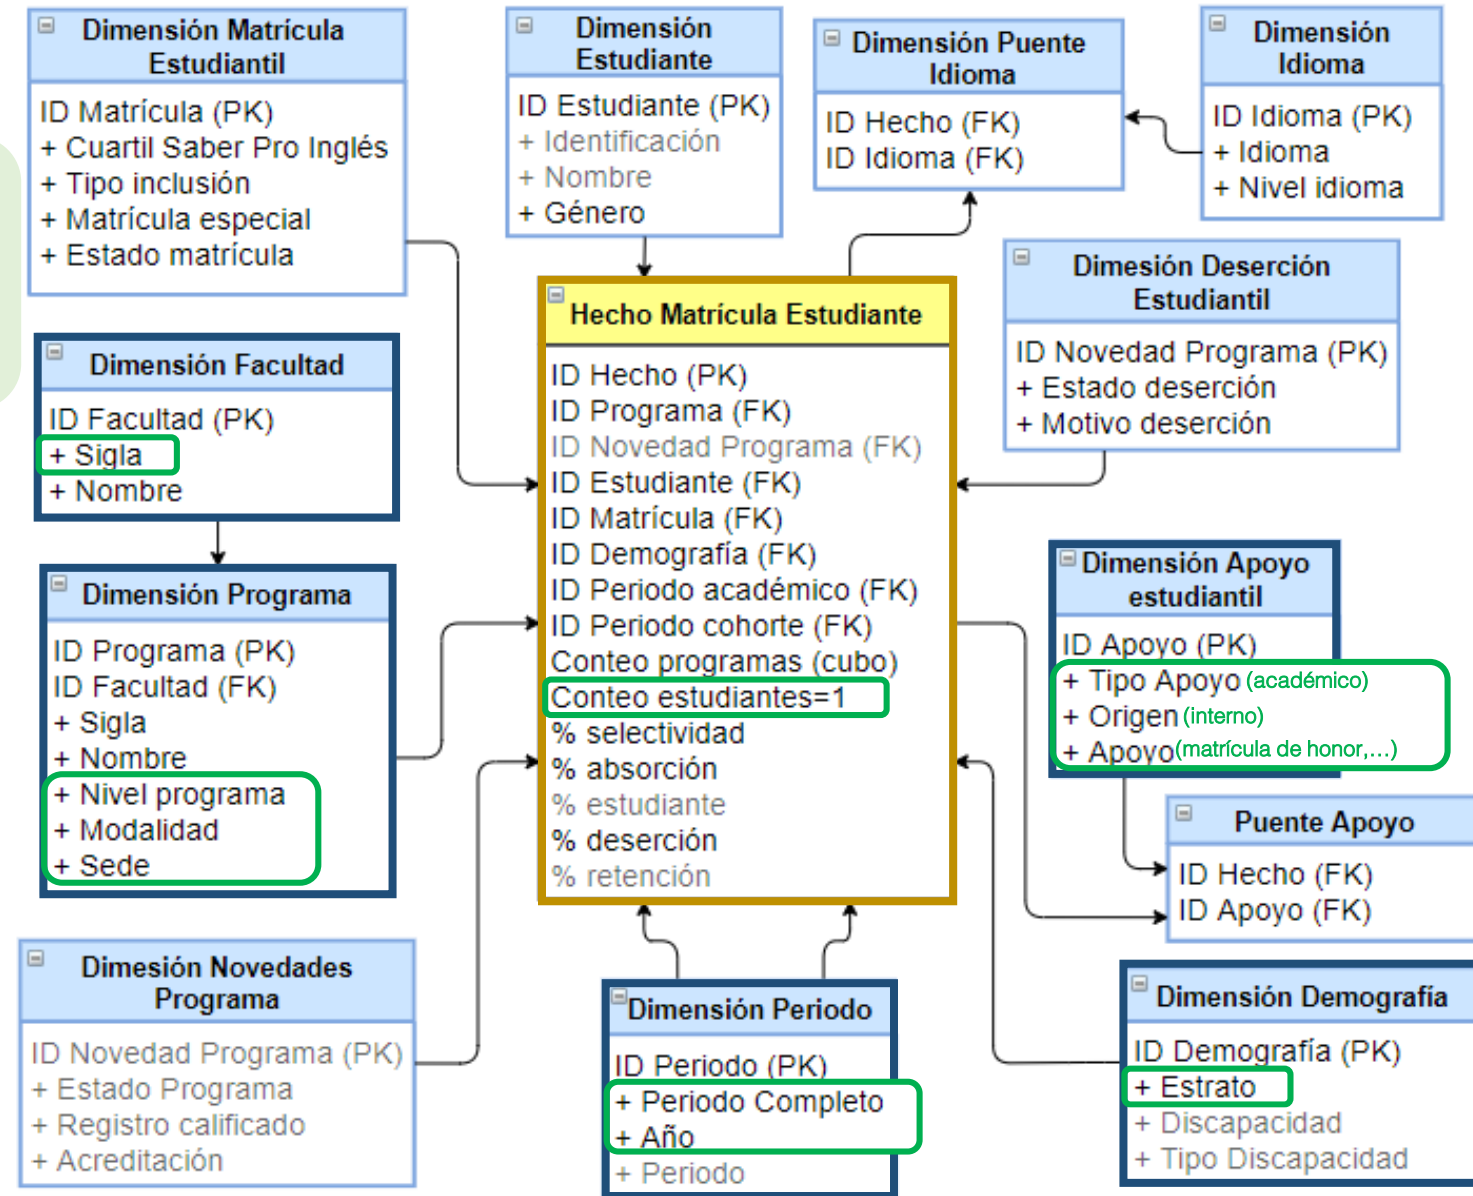 Dimensión Matrícula
Estudiantil
ID Matrícula (PK)
+ Cuartil Saber Pro Inglés
+ Tipo inclusión
+ Matrícula especial
+ Estado matrícula
Dimensión
Estudiante
ID Estudiante (PK)
+ Identificación
+ Nombre
+ Género
Dimensión Puente
Idioma
ID Hecho (FK)
ID Idioma (FK)
Dimensión
Idioma
ID Idioma (PK)
+ Idioma
+ Nivel idioma
Dimesión Deserción
Estudiantil
ID Novedad Programa (PK)
+ Estado deserción
+ Motivo deserción
Dimensión Facultad
ID Facultad (PK)
+ Sigla
+ Nombre
Hecho Matrícula Estudiante
ID Hecho (PK)
ID Programa (FK)
ID Novedad Programa (FK)
ID Estudiante (FK)
ID Matrícula (FK)
ID Demografía (FK)
ID Periodo académico (FK)
ID Periodo cohorte (FK)
Conteo programas (cubo)
Conteo estudiantes=1
% selectividad
% absorción
% estudiante
% deserción
% retención
Dimensión Programa
ID Programa (PK)
ID Facultad (FK)
+ Sigla
+ Nombre
+ Nivel programa
+ Modalidad
+ Sede
Dimensión Apoyo
estudiantil
ID Apoyo (PK)
+ Tipo Apoyo (académico)
+ Origen (interno)
+ Apoyo (matrícula de honor,...)
Puente Apoyo
ID Hecho (FK)
ID Apoyo (FK)
Dimesión Novedades
Programa
ID Novedad Programa (PK)
+ Estado Programa
+ Registro calificado
+ Acreditación
Dimensión Periodo
ID Periodo (PK)
+ Periodo Completo
+ Año
+ Periodo
Dimensión Demografía
ID Demografía (PK)
+ Estrato
+ Discapacidad
+ Tipo Discapacidad